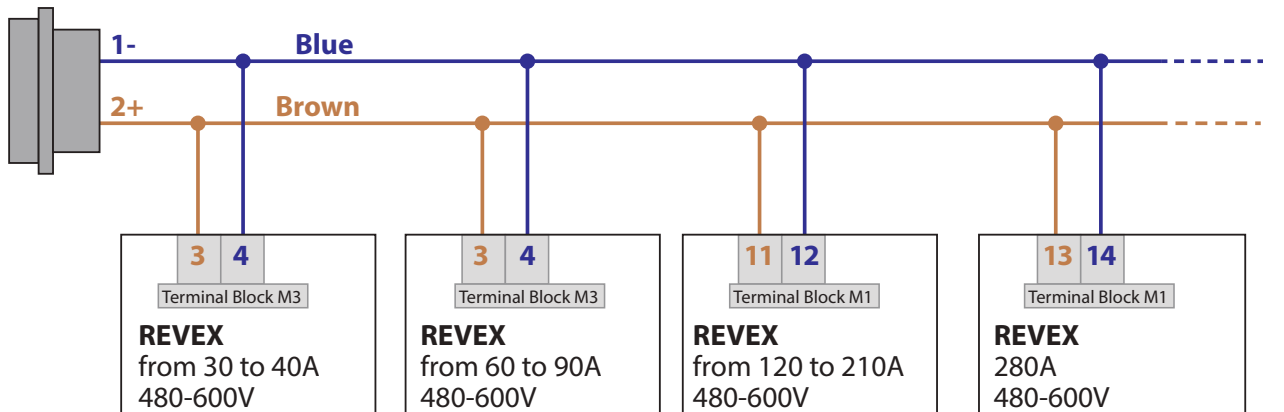 1-
Blue
2+
Brown
3 4
Terminal Block M3
REVEX
from 30 to 40A
480-600V
3 4
Terminal Block M3
REVEX
from 60 to 90A
480-600V
11 12
Terminal Block M1
REVEX
from 120 to 210A
480-600V
13 14
Terminal Block M1
REVEX
280A
480-600V